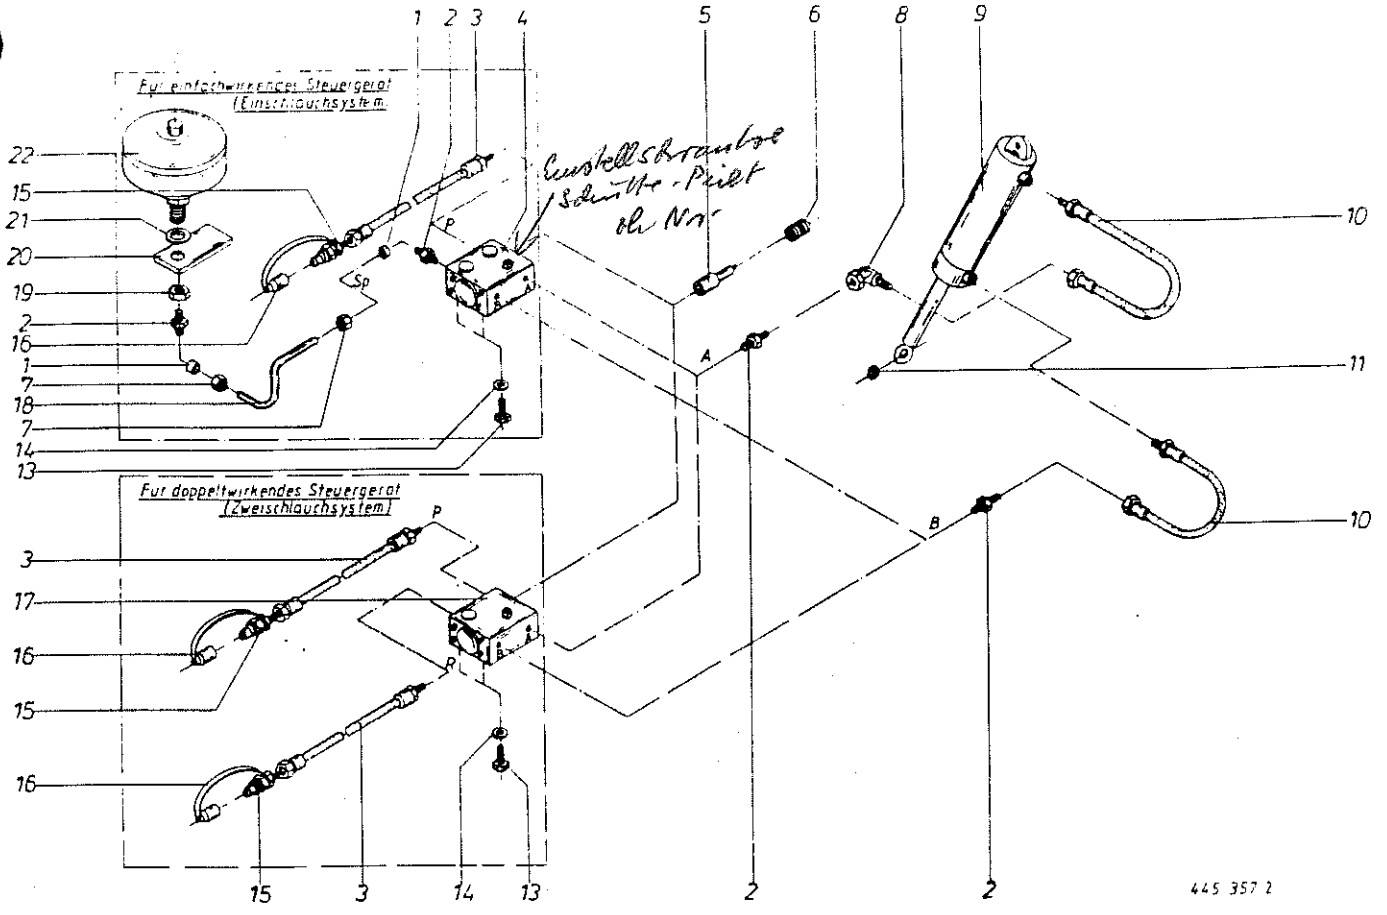 1 2 3 4 5 6 8 9
Für einfachwirkendes Steuergerät
(Einschlauchsystem)
22
15
21
20
19
2
16
1
7
18
7
14
13
P
Sp
Einstellschraube
A
10
11
10
B
Für doppeltwirkendes Steuergerät
(Zweischlauchsystem)
P
3
17
16
15
R
16
15 3 14 13 2 2
445 357 2